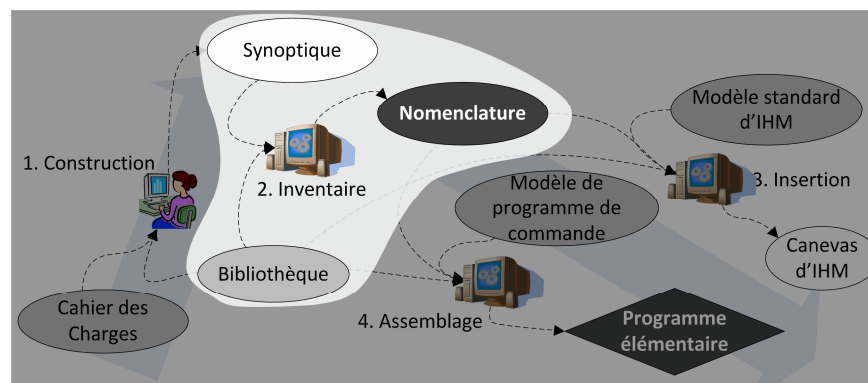 Synoptique
Nomenclature
Modèle standard
d’IHM
1. Construction
2. Inventaire
3. Insertion
Modèle de
programme de
commande
Bibliothèque
Canevas
d’IHM
Cahier des
Charges
4. Assemblage
Programme
élémentaire